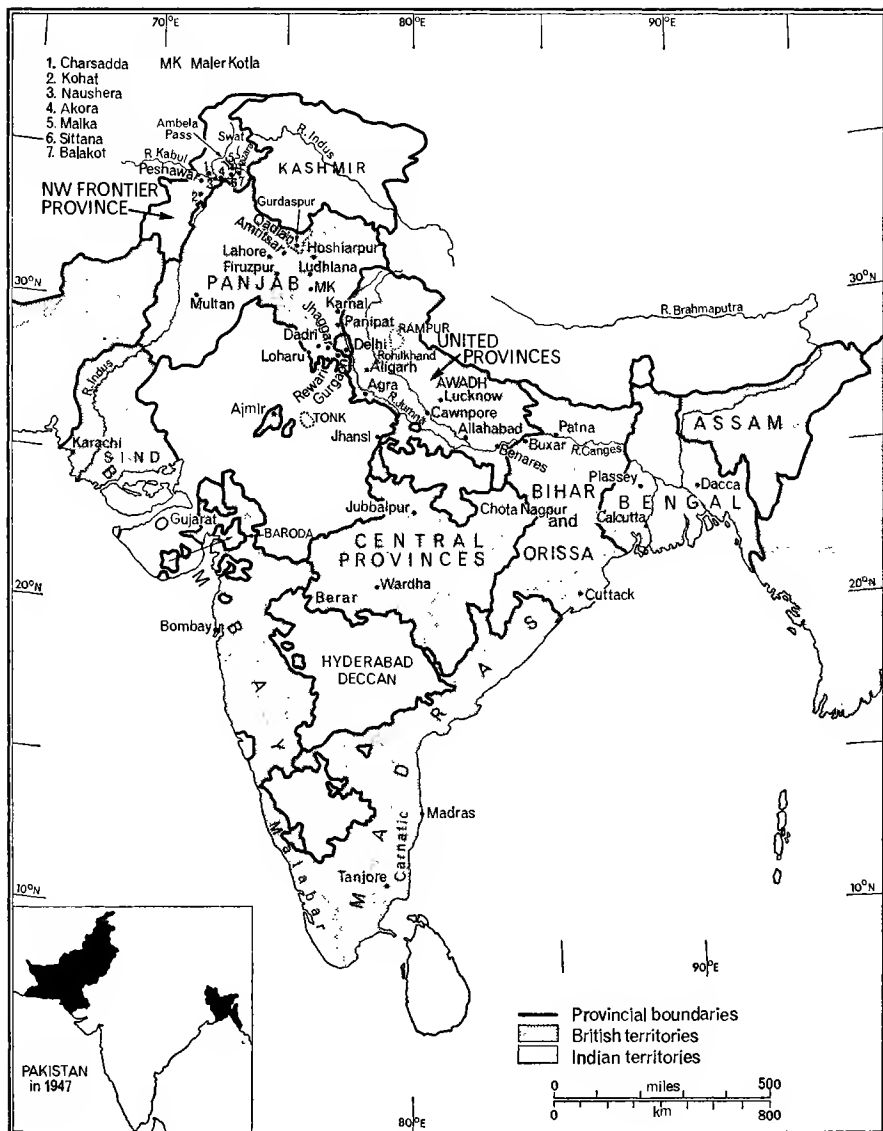 70°E
80°E
90°E
1. Charsadda MK Maler Kotla
2. Kohat
3. Naushera
4. Akora
5. Malka
6. Sittana
7. Balakot
Ambela
Pass
Swat
R. Indus
R. Kabul
Peshawar
KASHMIR
NW FRONTIER
PROVINCE
Gurdaspur
Qadian
Amritsar
Hoshiarpur
Lahore
Firuzpur
Ludhiana
PANJAB
MK
30°N
30°N
Multan
Karnal
Jhaggar
Panipat
R. Brahmaputra
RAMPUR
UNITED
PROVINCES
Dadri
Delhi
Rohilkhand
Loharu
Aligarh
Rewari
Gurgaon
R. Indus
Agra
AWADH
Lucknow
R. Jumna
Cawnpore
Ajmir
TONK
Allahabad
Patna
ASSAM
Karachi
SIND
Jhansi
Benares
Buxar
R. Ganges
Plassey
Dacca
BIHAR
and
ORISSA
BENGAL
Jubbalpur
Chota Nagpur
Calcutta
Gujarat
BARODA
CENTRAL
PROVINCES
20°N
20°N
Berar
Wardha
Cuttack
Bombay
BOMBAY
HYDERABAD
DECCAN
MADRAS
Madras
Carnatic
Malabar
Tanjore
10°N
10°N
90°E
PAKISTAN
in 1947
Provincial boundaries
British territories
Indian territories
0 miles 500
0 km 800
80°E